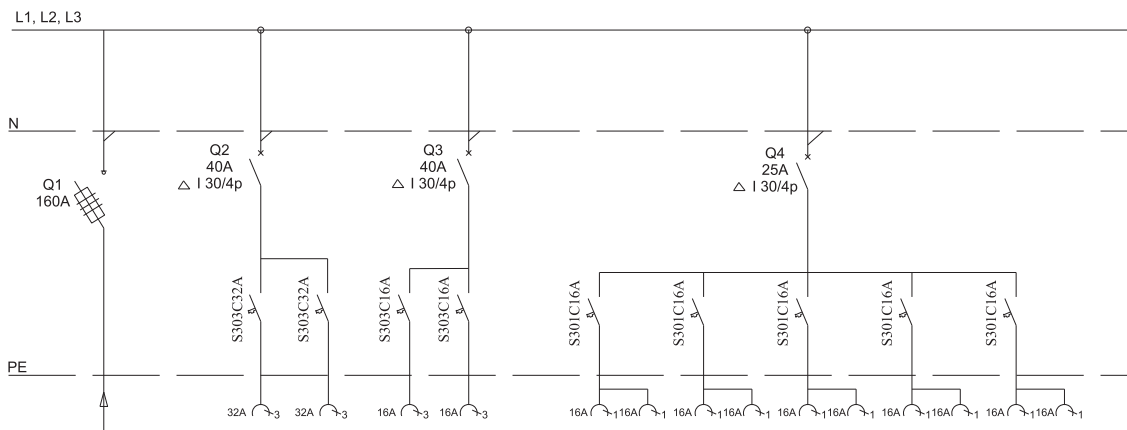 L1, L2, L3
N
Q1
160A
Q2
40A
△ I 30/4p
Q3
40A
△ I 30/4p
Q4
25A
△ I 30/4p
S303C32A
S303C32A
S303C16A
S303C16A
S301C16A
S301C16A
S301C16A
S301C16A
S301C16A
PE
32A 3
32A 3
16A 3
16A 3
16A 1
16A 1
16A 1
16A 1
16A 1
16A 1
16A 1
16A 1
16A 1
16A 1